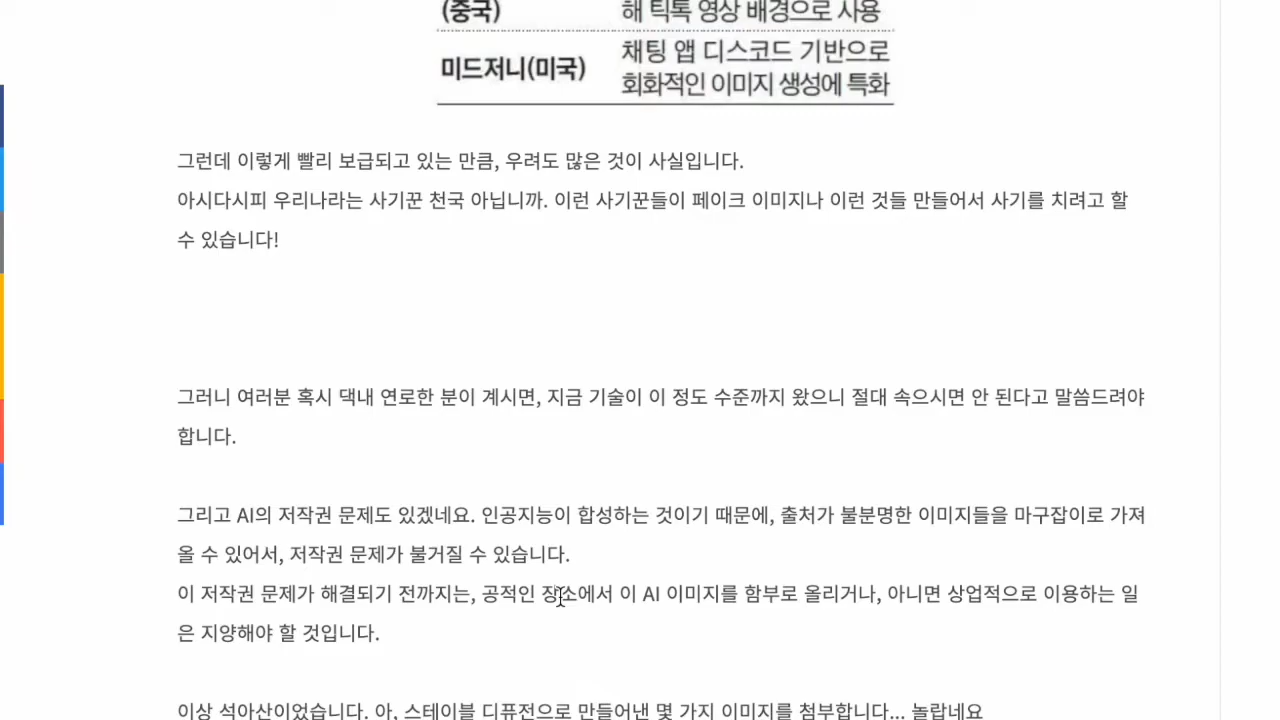 (중국)
해 틱톡 영상 배경으로 사용
미드저니(미국)
채팅 앱 디스코드 기반으로
회화적인 이미지 생성에 특화
그런데 이렇게 빨리 보급되고 있는 만큼, 우려도 많은 것이 사실입니다.
아시다시피 우리나라는 사기꾼 천국 아닙니까. 이런 사기꾼들이 페이크 이미지나 이런 것들 만들어서 사기를 치려고 할
수 있습니다!
그러니 여러분 혹시 댁내 연로한 분이 계시면, 지금 기술이 이 정도 수준까지 왔으니 절대 속으시면 안 된다고 말씀드려야
합니다.
그리고 AI의 저작권 문제도 있겠네요. 인공지능이 합성하는 것이기 때문에, 출처가 불분명한 이미지들을 마구잡이로 가져
올 수 있어서, 저작권 문제가 불거질 수 있습니다.
이 저작권 문제가 해결되기 전까지는, 공적인 장소에서 이 AI 이미지를 함부로 올리거나, 아니면 상업적으로 이용하는 일
은 지양해야 할 것입니다.
이상 석아산이었습니다. 아, 스테이블 디퓨전으로 만들어낸 몇 가지 이미지를 첨부합니다... 놀랍네요